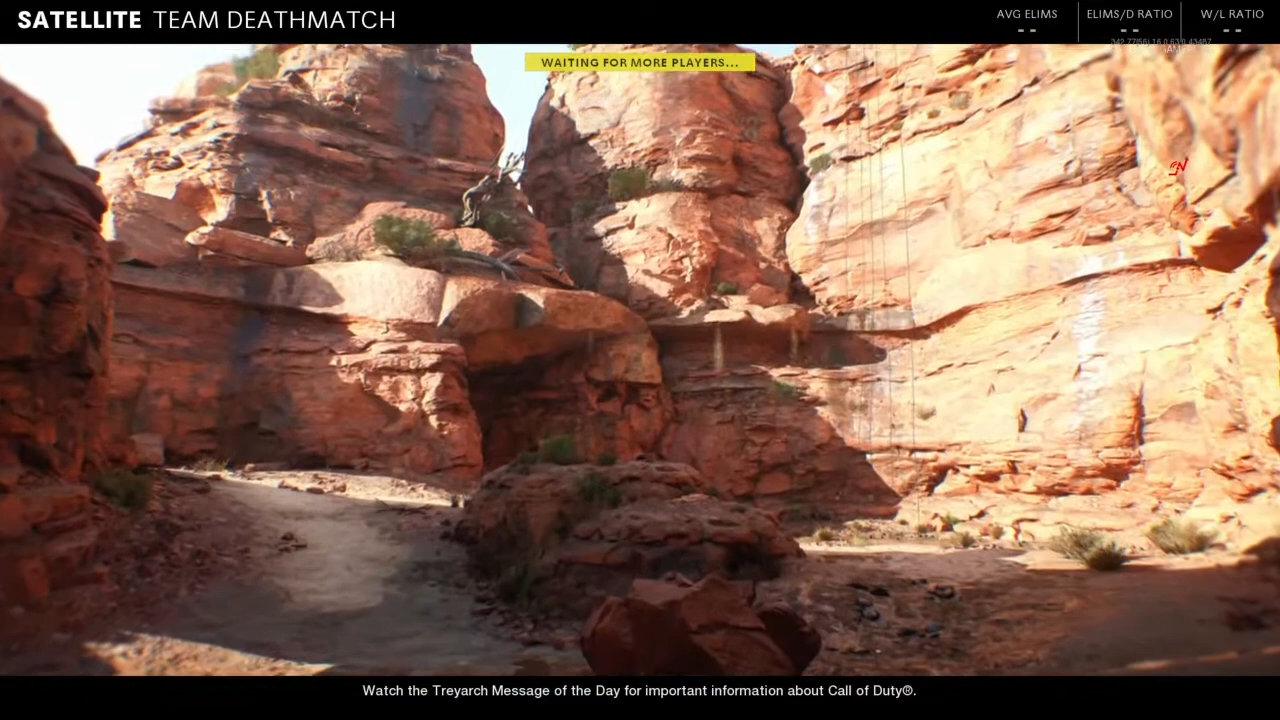 SATELLITE TEAM DEATHMATCH
AVG ELIMS
ELIMS/D RATIO
W/L RATIO
--
--
--
WAITING FOR MORE PLAYERS...
Watch the Treyarch Message of the Day for important information about Call of Duty®.